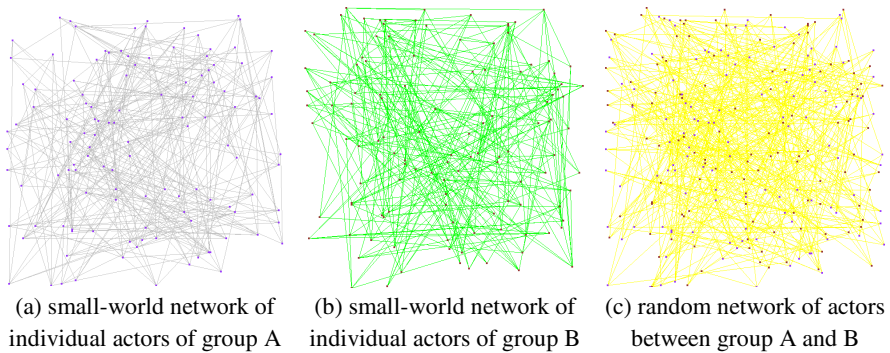 (a) small-world network of
individual actors of group A
(b) small-world network of
individual actors of group B
(c) random network of actors
between group A and B